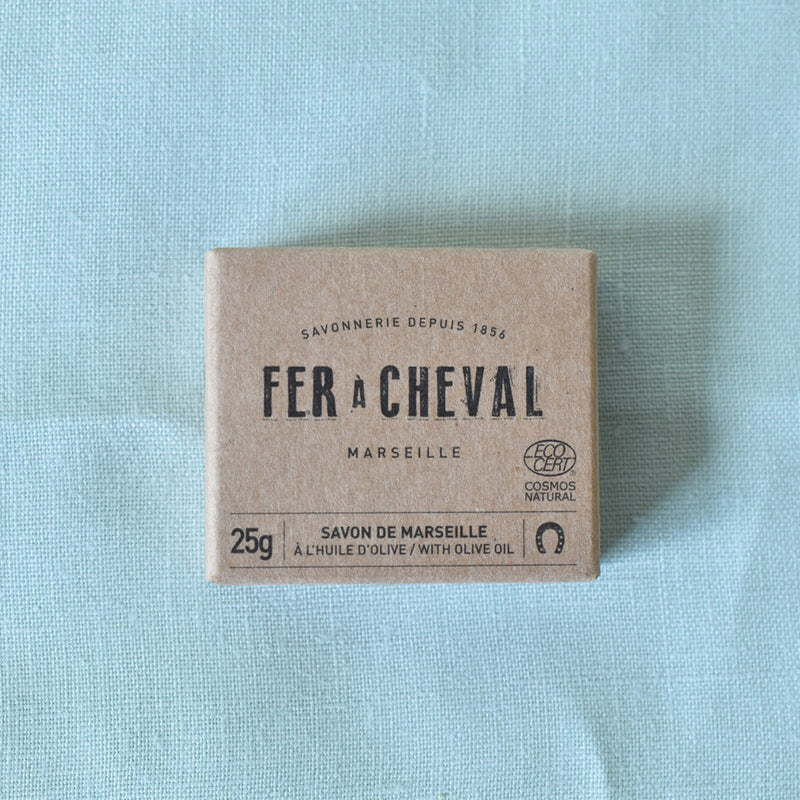 SAVONNERIE DEPUIS 1856
FER À CHEVAL
MARSEILLE
ECO
CERT®
COSMOS
NATURAL
25g
SAVON DE MARSEILLE
À L'HUILE D'OLIVE / WITH OLIVE OIL